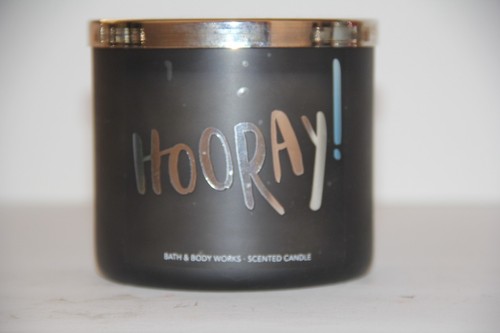 HOORAY!
BATH & BODY WORKS - SCENTED CANDLE